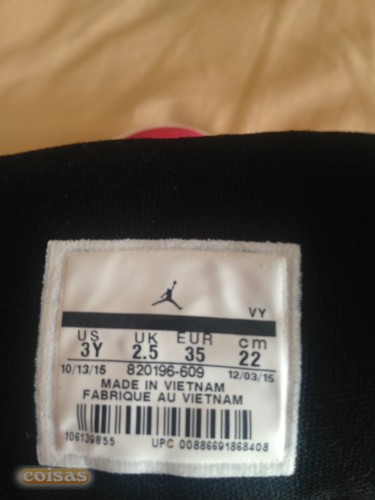 VY
US UK EUR cm
3Y 2.5 35 22
10/13/15 820196-609 12/03/15
MADE IN VIETNAM
FABRIQUE AU VIETNAM
106139855 UPC 00886691868408
coisas